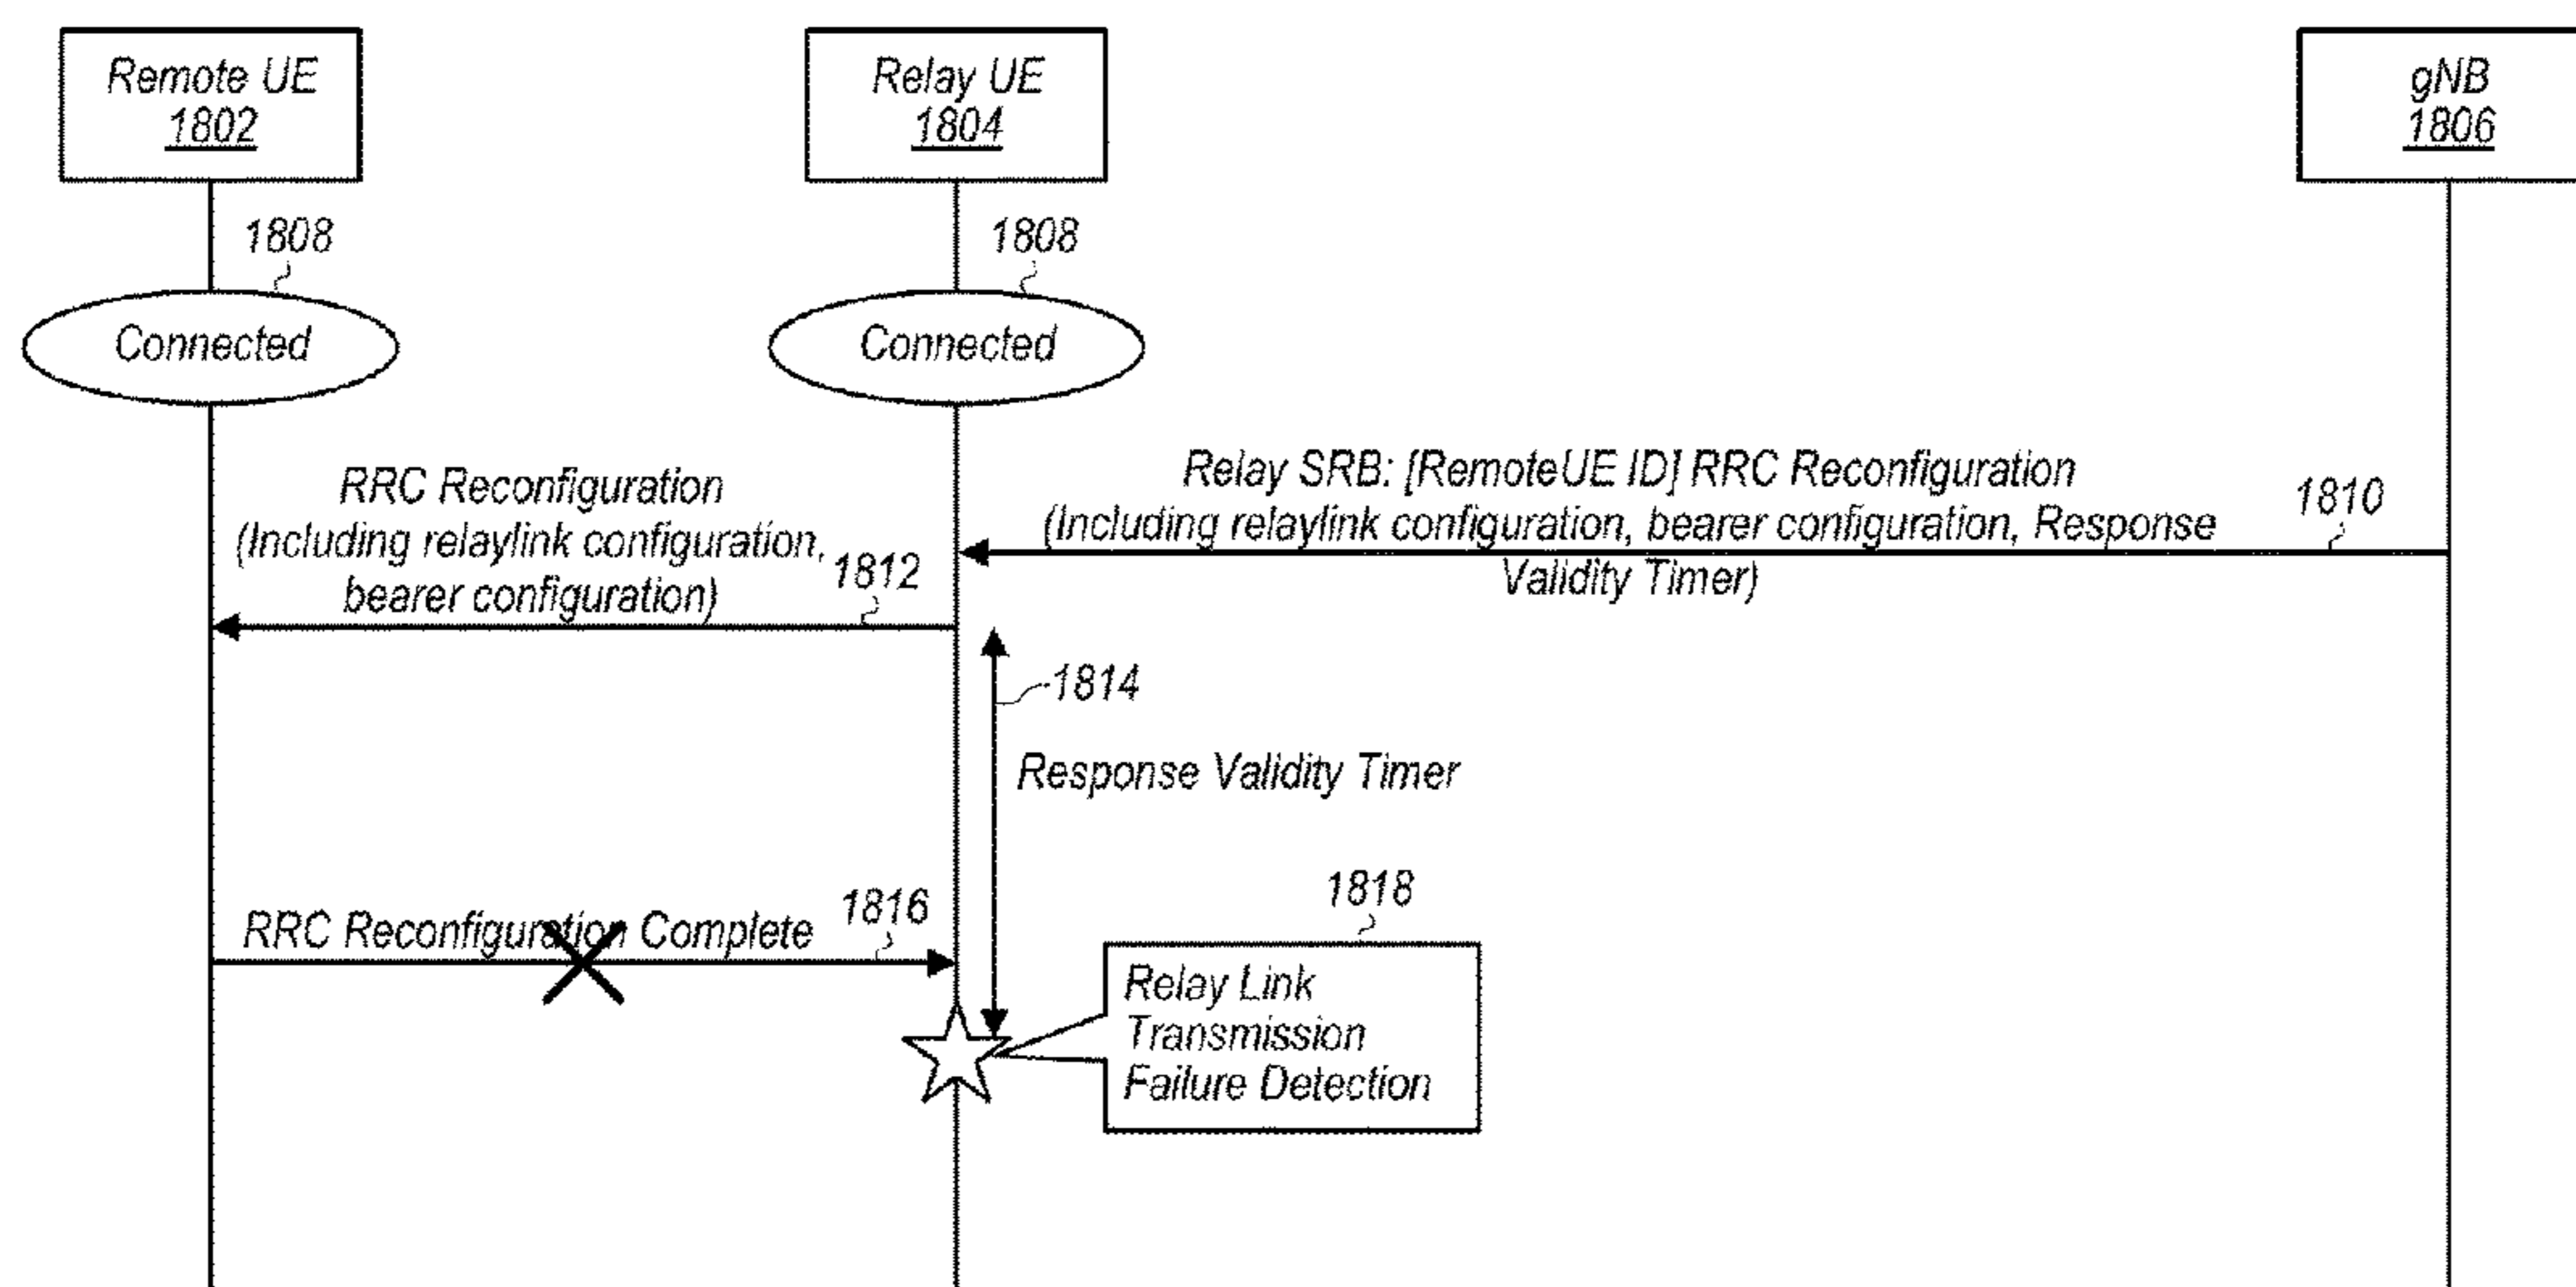 Remote UE
1802
Relay UE
1804
gNB
1806
1808
1808
Connected
Connected
Relay SRB: [RemoteUE ID] RRC Reconfiguration
(Including relaylink configuration, bearer configuration, Response
Validity Timer)
1810
RRC Reconfiguration
(Including relaylink configuration,
bearer configuration)
1812
1814
Response Validity Timer
RRC Reconfiguration Complete
1816
1818
Relay Link
Transmission
Failure Detection